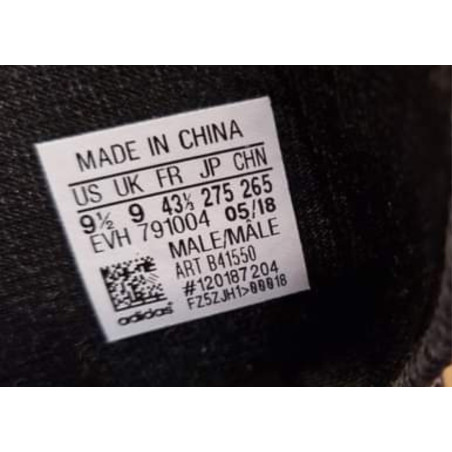 MADE IN CHINA
US UK FR JP CHN
9½ 9 43⅓ 275 265
EVH 791004 05/18
MALE/MÂLE
ART B41550
#120187204
FZ5ZJH1>00018
adidas